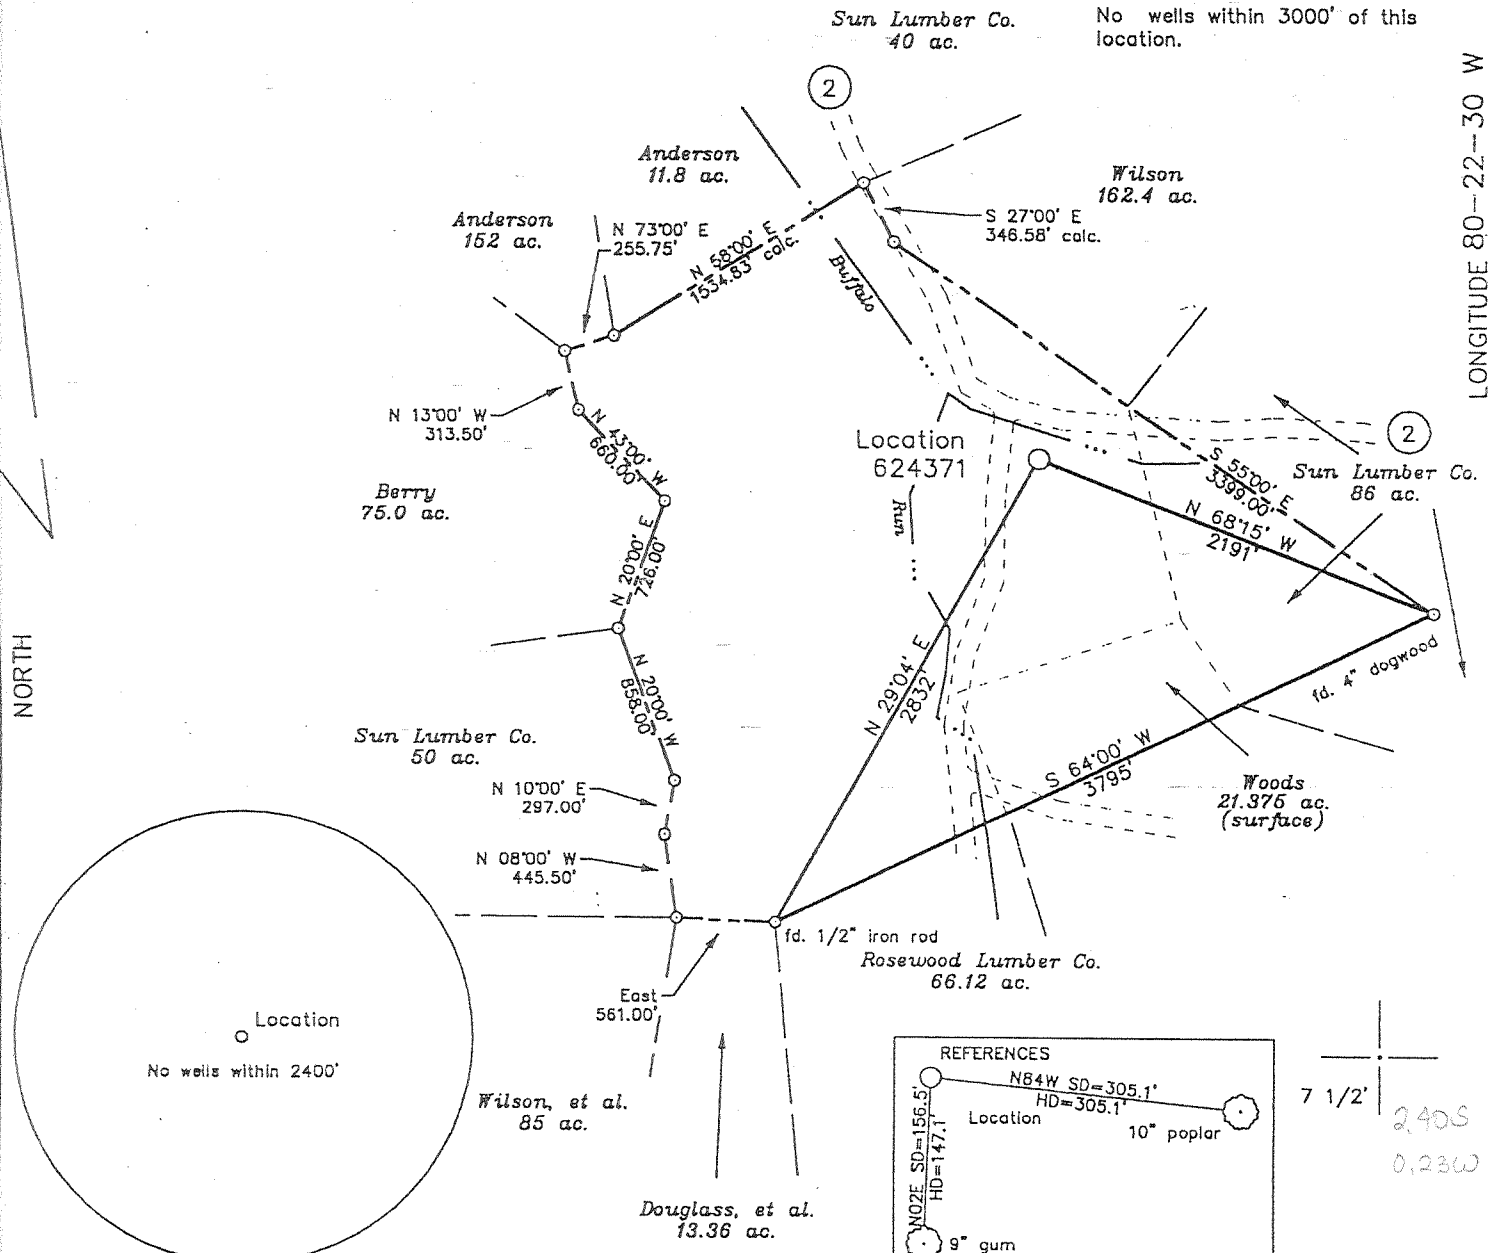 Sun Lumber Co.
40 ac.
No wells within 3000' of this
location.
LONGITUDE 80-22-30 W
2
Anderson
11.8 ac.
Wilson
162.4 ac.
Anderson
152 ac.
N 73°00' E
255.75'
N 58°00' E
1534.83' calc.
S 27°00' E
346.58' calc.
Buffalo
N 13°00' W
313.50'
N 43°00' W
660.00'
Location
624371
2
S 55°00' E
3399.00'
Sun Lumber Co.
86 ac.
Berry
75.0 ac.
Run
N 68°15' W
2191'
N 20°00' E
726.00'
NORTH
N 29°04' E
2832'
fd. 4" dogwood
N 20°00' W
858.00'
Sun Lumber Co.
50 ac.
S 64°00' W
3795'
N 10°00' E
297.00'
Woods
21.375 ac.
(surface)
N 08°00' W
445.50'
fd. 1/2" iron rod
Rosewood Lumber Co.
66.12 ac.
East
561.00'
Location
No wells within 2400'
Wilson, et al.
85 ac.
Douglass, et al.
13.36 ac.
REFERENCES
N84W SD=305.1'
HD=305.1'
Location
10" poplar
N02E SD=156.5'
HD=147.1'
9" gum
7 1/2'
2.40S
0.23W